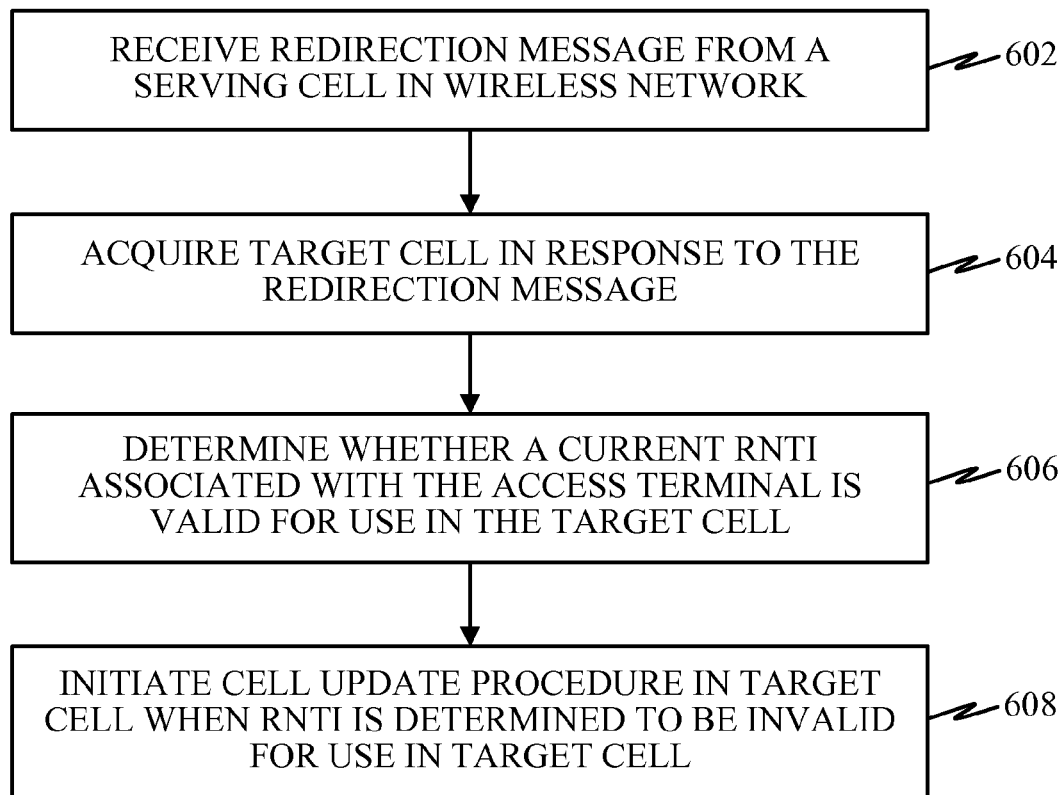 RECEIVE REDIRECTION MESSAGE FROM A
SERVING CELL IN WIRELESS NETWORK
602
ACQUIRE TARGET CELL IN RESPONSE TO THE
REDIRECTION MESSAGE
604
DETERMINE WHETHER A CURRENT RNTI
ASSOCIATED WITH THE ACCESS TERMINAL IS
VALID FOR USE IN THE TARGET CELL
606
INITIATE CELL UPDATE PROCEDURE IN TARGET
CELL WHEN RNTI IS DETERMINED TO BE INVALID
FOR USE IN TARGET CELL
608